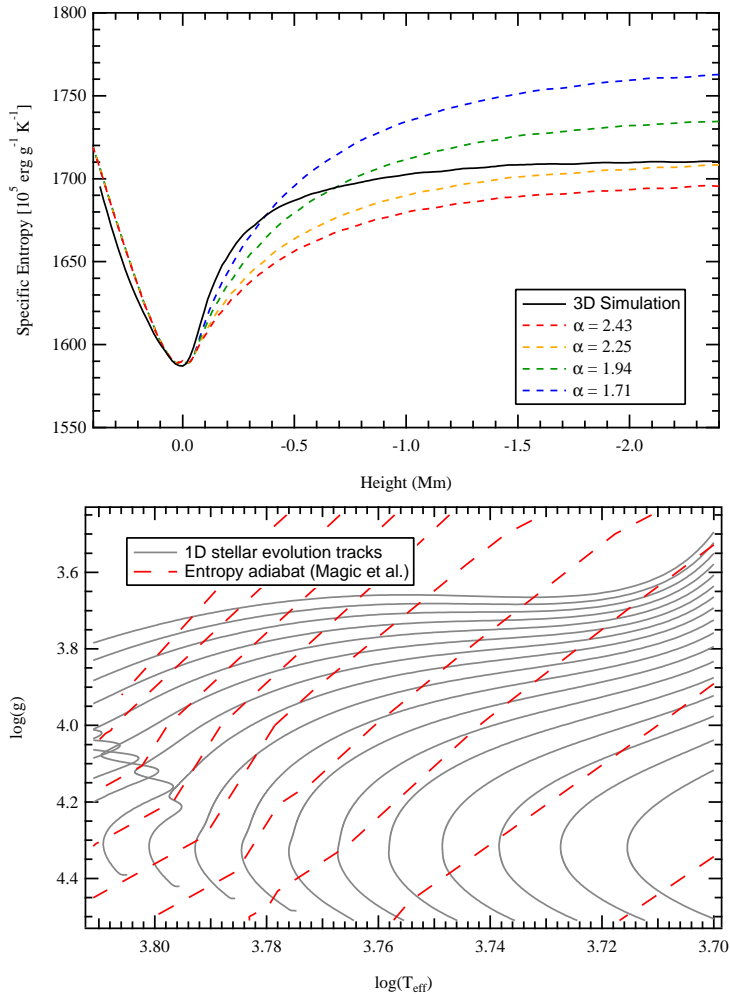 1800
1750
1700
1650
1600
1550
Specific Entropy [10⁵ erg g⁻¹ K⁻¹]
3D Simulation
α = 2.43
α = 2.25
α = 1.94
α = 1.71
0.0 -0.5 -1.0 -1.5 -2.0
Height (Mm)
1D stellar evolution tracks
Entropy adiabat (Magic et al.)
3.6
3.8
4.0
4.2
4.4
log(g)
3.80 3.78 3.76 3.74 3.72 3.70
log(T_eff)